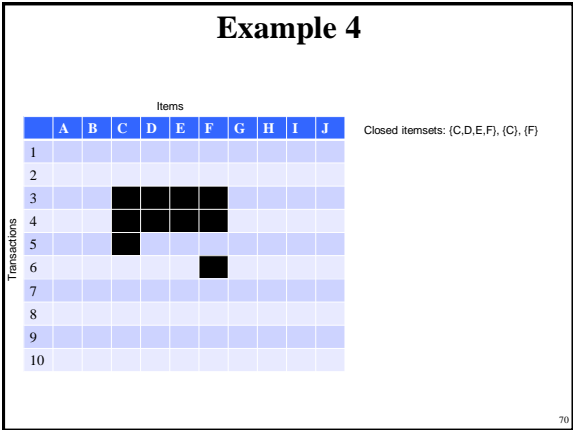 Example 4
Items
A B C D E F G H I J
Closed itemsets: {C,D,E,F}, {C}, {F}
Transactions
1
2
3
4
5
6
7
8
9
10
70